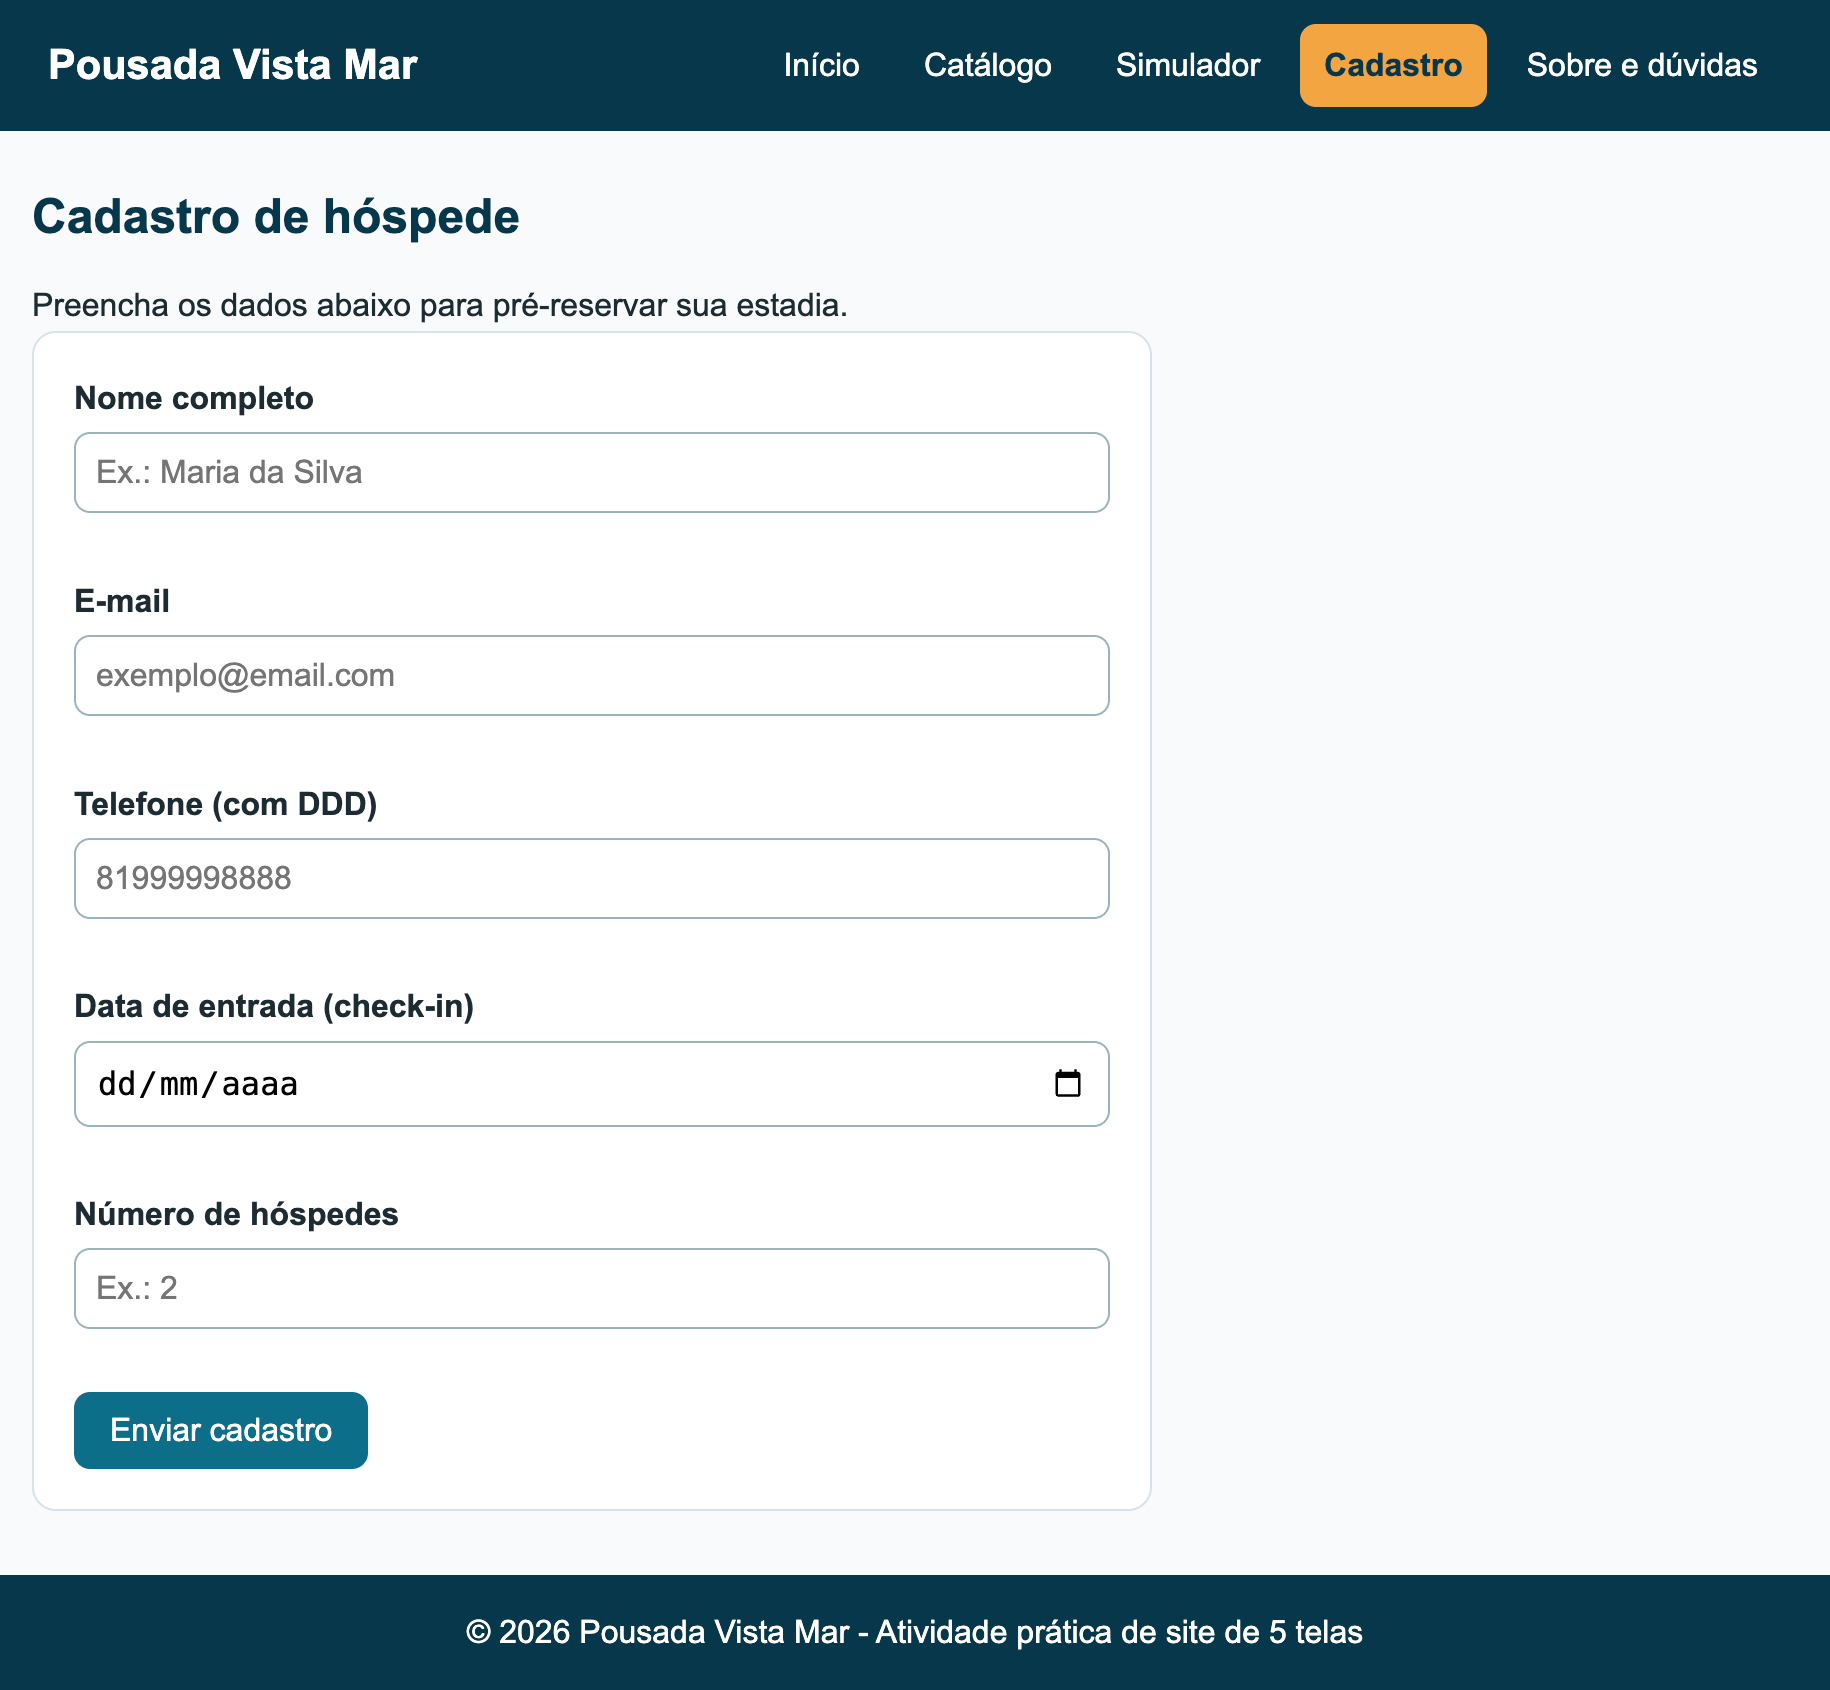 Pousada Vista Mar
Início
Catálogo
Simulador
Cadastro
Sobre e dúvidas
Cadastro de hóspede
Preencha os dados abaixo para pré-reservar sua estadia.
Nome completo
Ex.: Maria da Silva
E-mail
exemplo@email.com
Telefone (com DDD)
81999998888
Data de entrada (check-in)
dd/mm/aaaa
Número de hóspedes
Ex.: 2
Enviar cadastro
© 2026 Pousada Vista Mar - Atividade prática de site de 5 telas